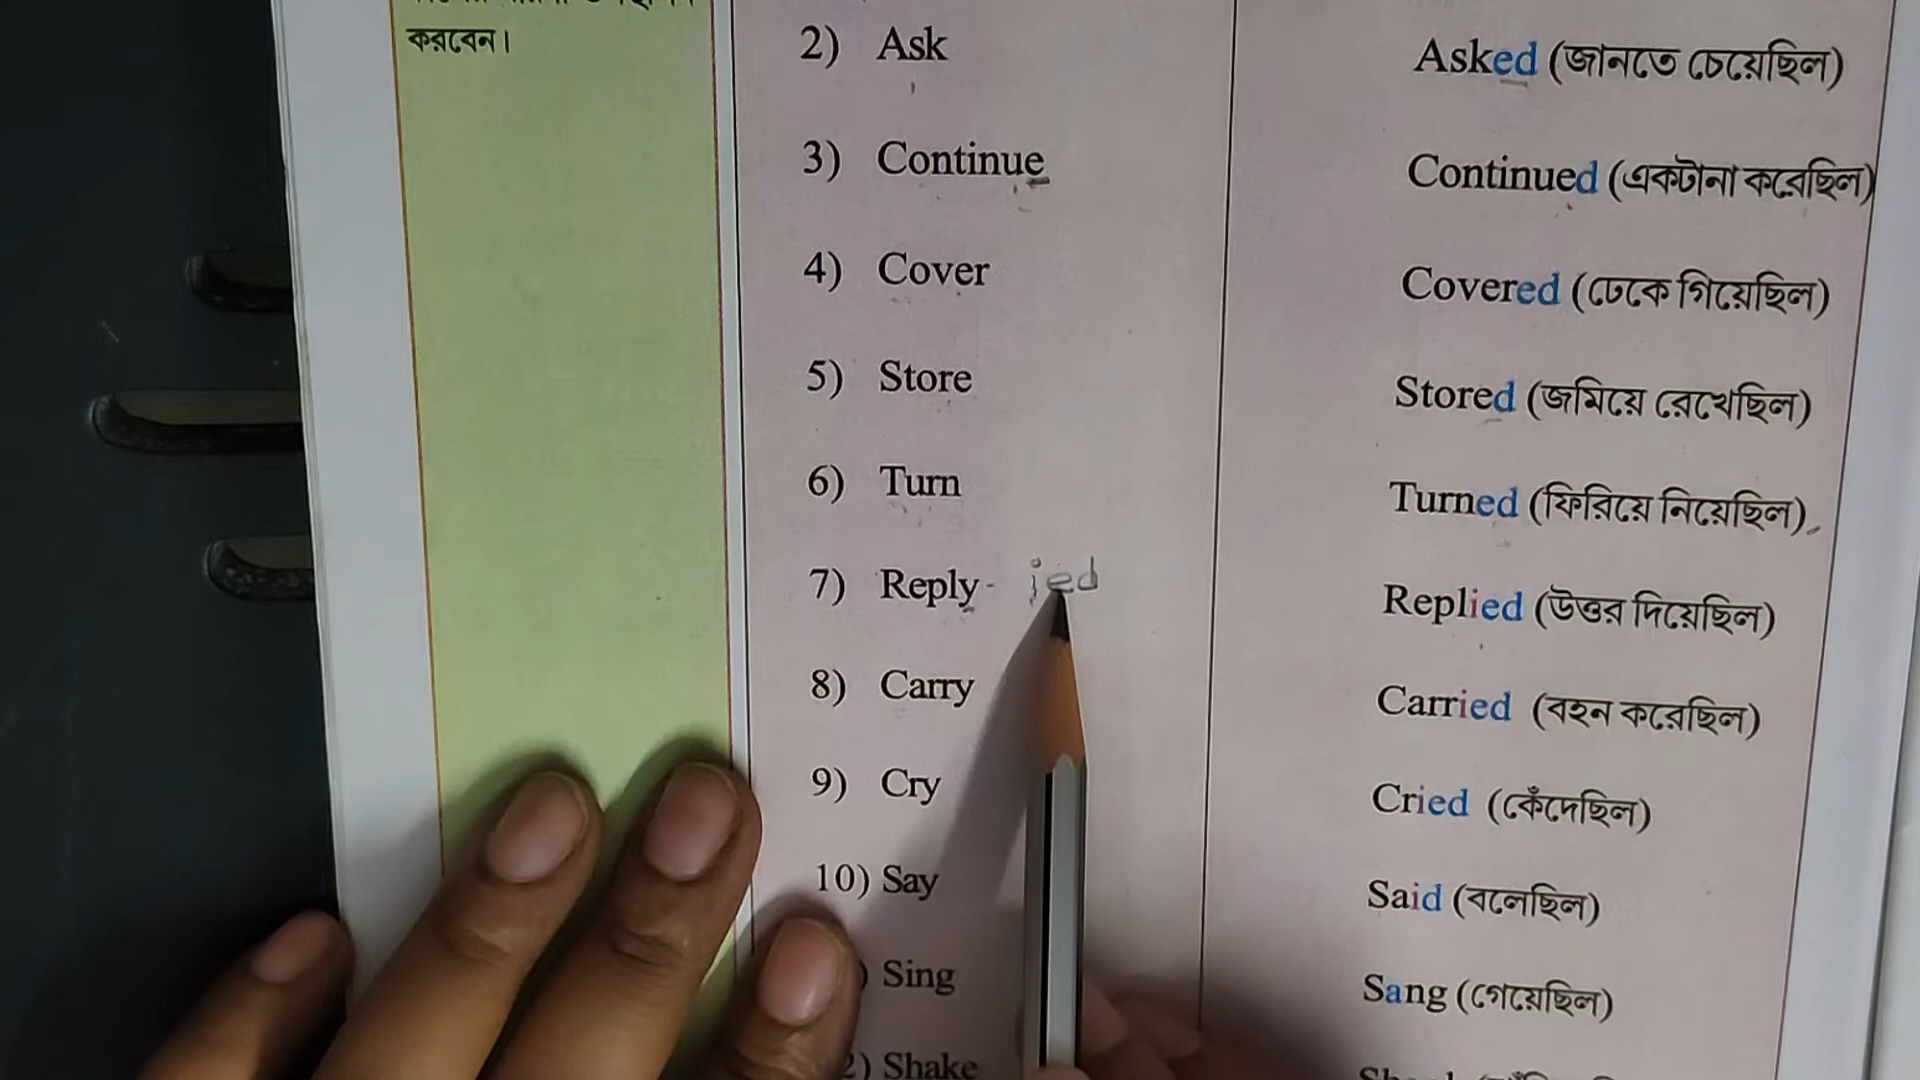 করবেন।
2) Ask Asked (জানতে চেয়েছিল)
3) Continue Continued (একটানা করেছিল)
4) Cover Covered (ঢেকে গিয়েছিল)
5) Store Stored (জমিয়ে রেখেছিল)
6) Turn Turned (ফিরিয়ে নিয়েছিল)
7) Reply - ied Replied (উত্তর দিয়েছিল)
8) Carry Carried (বহন করেছিল)
9) Cry Cried (কেঁদেছিল)
10) Say Said (বলেছিল)
) Sing Sang (গেয়েছিল)
2) Shake